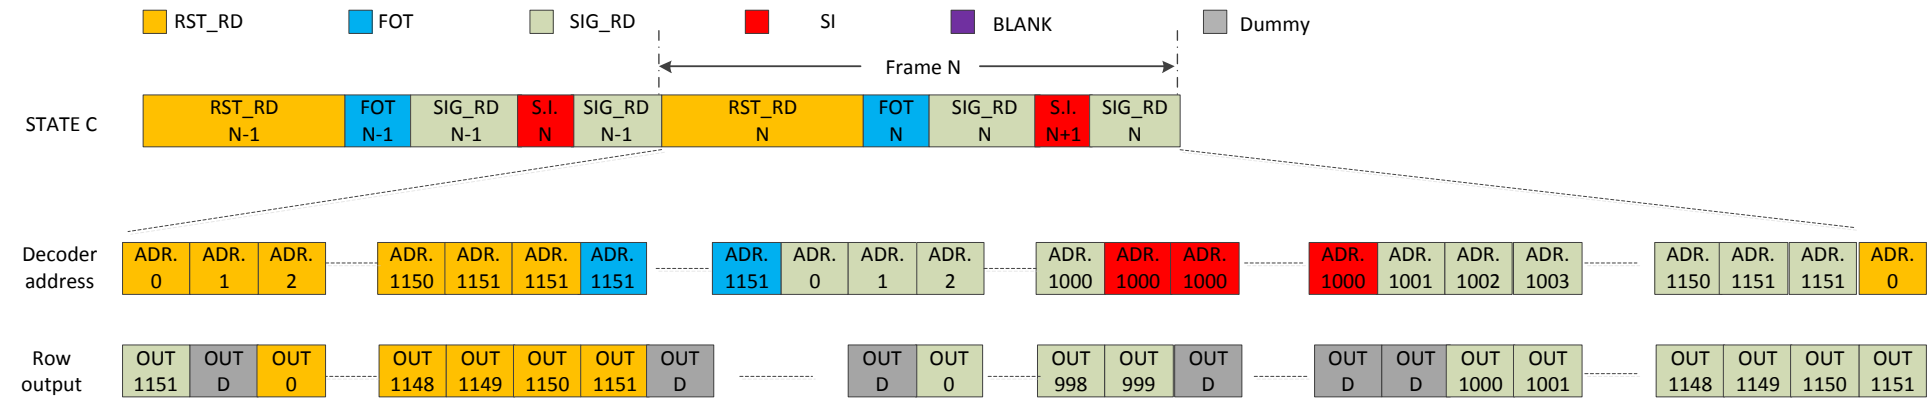 RST_RD FOT SIG_RD SI BLANK Dummy
Frame N
STATE C
RST_RD FOT SIG_RD S.I. SIG_RD RST_RD FOT SIG_RD S.I. SIG_RD
N-1 N-1 N-1 N N-1 N N N N+1 N
Decoder ADR. ADR. ADR. ADR. ADR. ADR. ADR. ADR. ADR. ADR. ADR. ADR. ADR. ADR. ADR. ADR. ADR. ADR. ADR. ADR. ADR. ADR.
address 0 1 2 1150 1151 1151 1151 1151 0 1 2 1000 1000 1000 1000 1001 1002 1003 1150 1151 1151 0
Row OUT OUT OUT OUT OUT OUT OUT OUT OUT OUT OUT OUT OUT OUT OUT OUT OUT OUT OUT OUT OUT
output 1151 D 0 1148 1149 1150 1151 D D 0 998 999 D D D 1000 1001 1148 1149 1150 1151